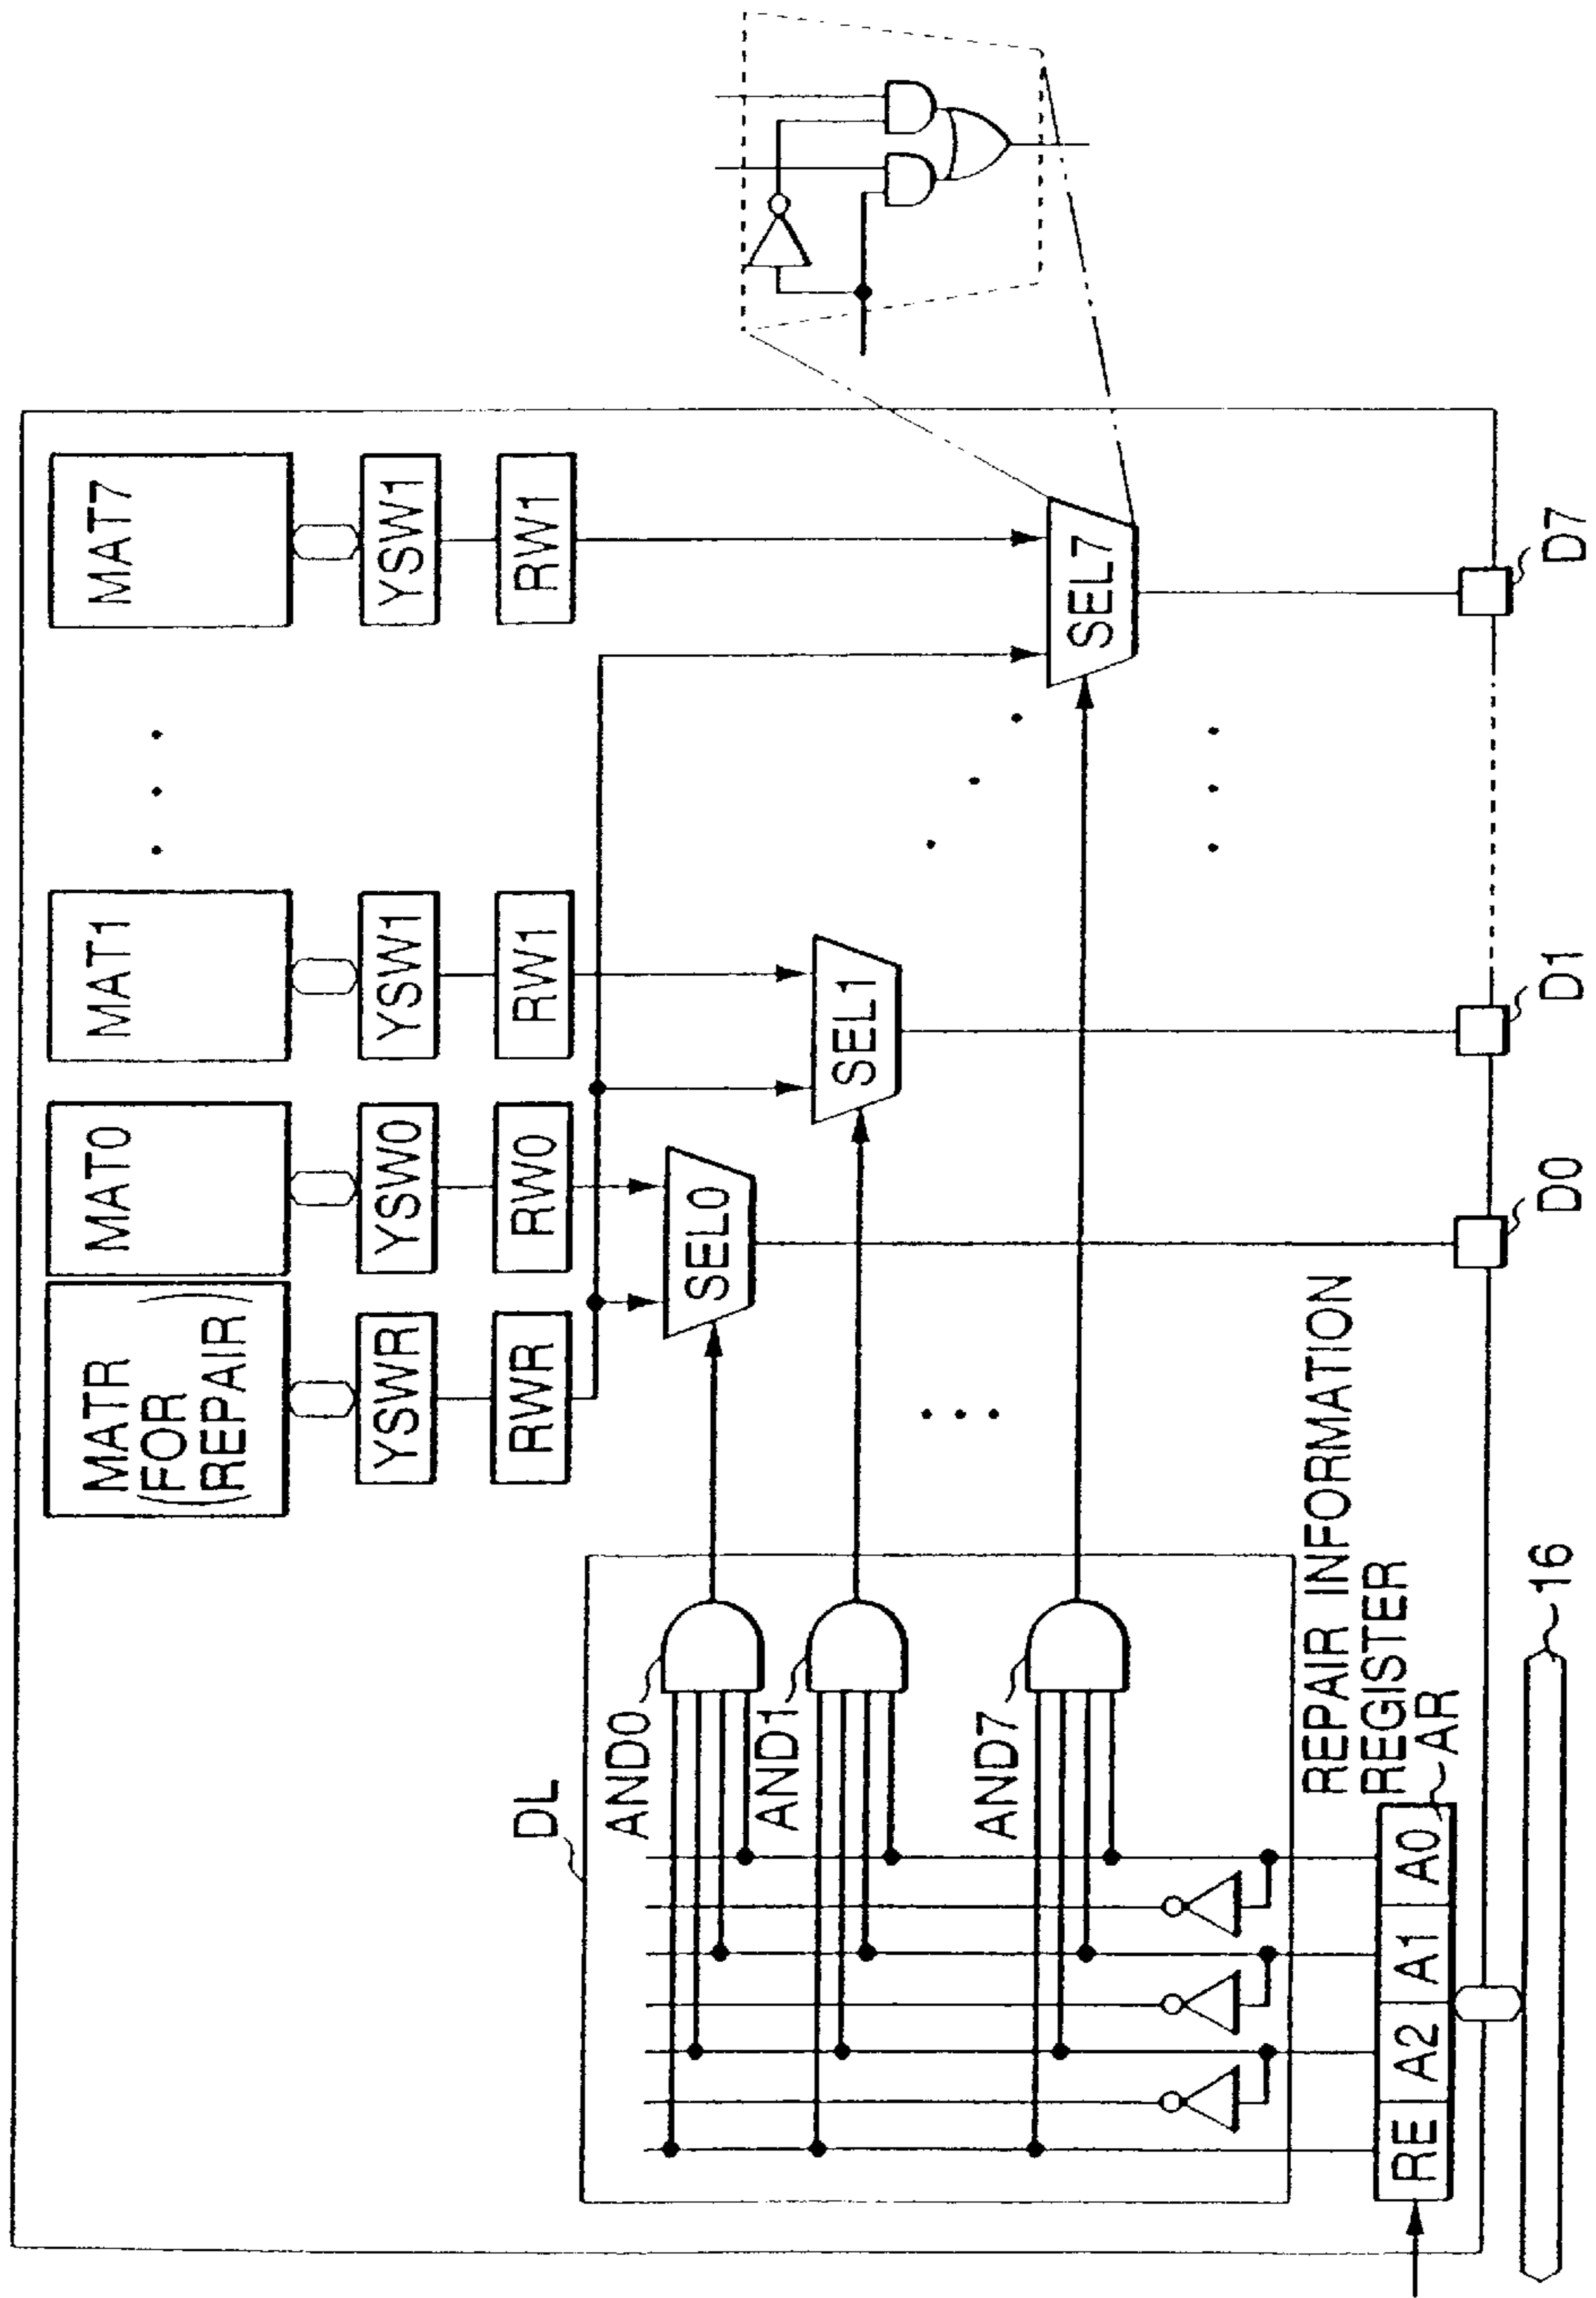 MATR
(FOR
REPAIR)
MAT0
MAT1
MAT7
YSWR
YSW0
YSW1
YSW1
RWR
RW0
RW1
RW1
SEL0
SEL1
SEL7
DL
AND0
AND1
AND7
REPAIR INFORMATION
REGISTER
AR
RE A2 A1 A0
D0
D1
D7
16